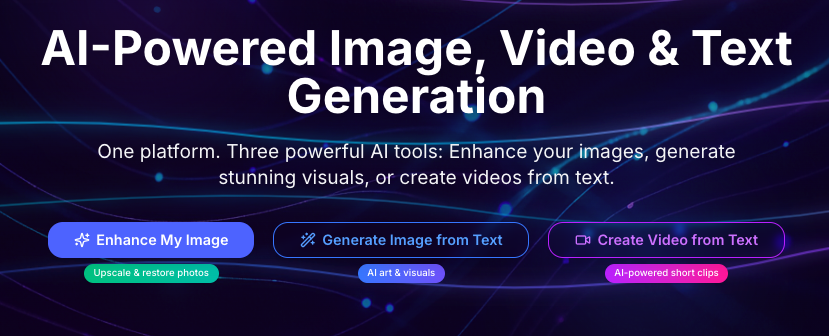 AI-Powered Image, Video & Text
Generation
One platform. Three powerful AI tools: Enhance your images, generate
stunning visuals, or create videos from text.
Enhance My Image
Generate Image from Text
Create Video from Text
Upscale & restore photos
AI art & visuals
AI-powered short clips